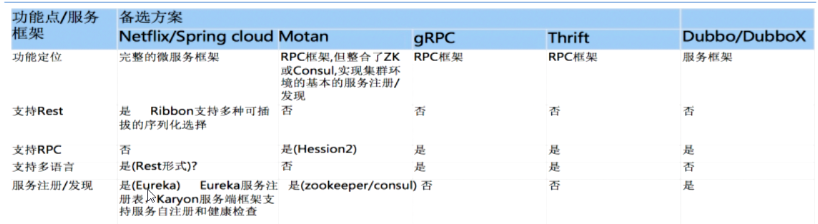 功能点/服务 备选方案
框架 Netflix/Spring cloud Motan gRPC Thrift Dubbo/DubboX
功能定位 完整的微服务框架 RPC框架,但整合了ZK RPC框架 RPC框架 服务框架
或Consul,实现集群环
境的基本的服务注册/
发现
支持Rest 是 Ribbon支持多种可插 否 否 否 否
拔的序列化选择
支持RPC 否 是(Hession2) 是 是 是
支持多语言 是(Rest形式)? 否 是 是 否
服务注册/发现 是(Eureka) Eureka服务注 是(zookeeper/consul) 否 否 是
册表,Karyon服务端框架支
持服务自注册和健康检查